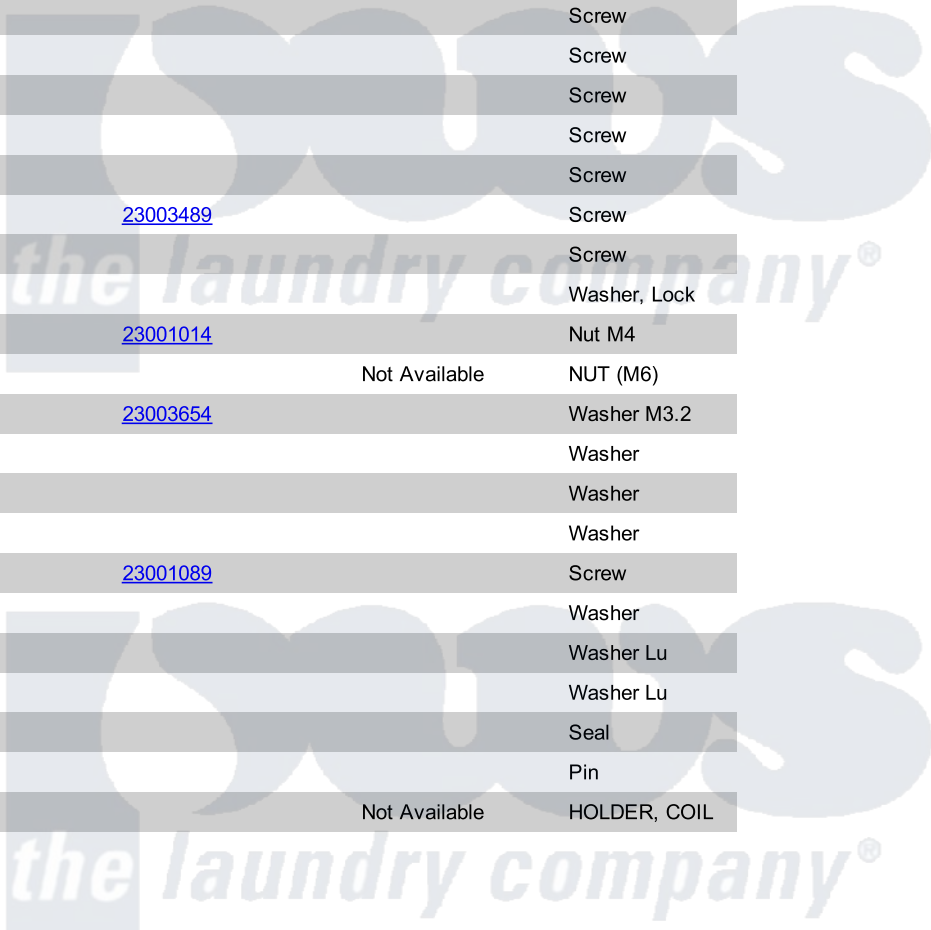 Screw
Screw
Screw
Screw
Screw
23003489 Screw
Screw
the laundry company®
Washer, Lock
23001014 Nut M4
Not Available NUT (M6)
23003654 Washer M3.2
Washer
Washer
Washer
23001089 Screw
Washer
Washer Lu
Washer Lu
Seal
Pin
Not Available HOLDER, COIL
the laundry company®